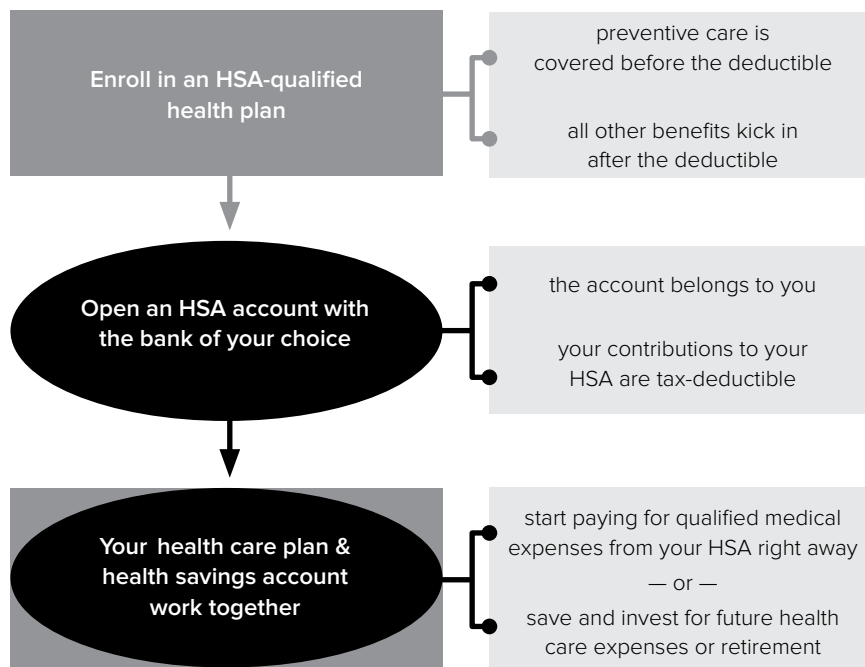 Enroll in an HSA-qualified
health plan
preventive care is
covered before the deductible
all other benefits kick in
after the deductible
Open an HSA account with
the bank of your choice
the account belongs to you
your contributions to your
HSA are tax-deductible
Your health care plan &
health savings account
work together
start paying for qualified medical
expenses from your HSA right away
— or —
save and invest for future health
care expenses or retirement